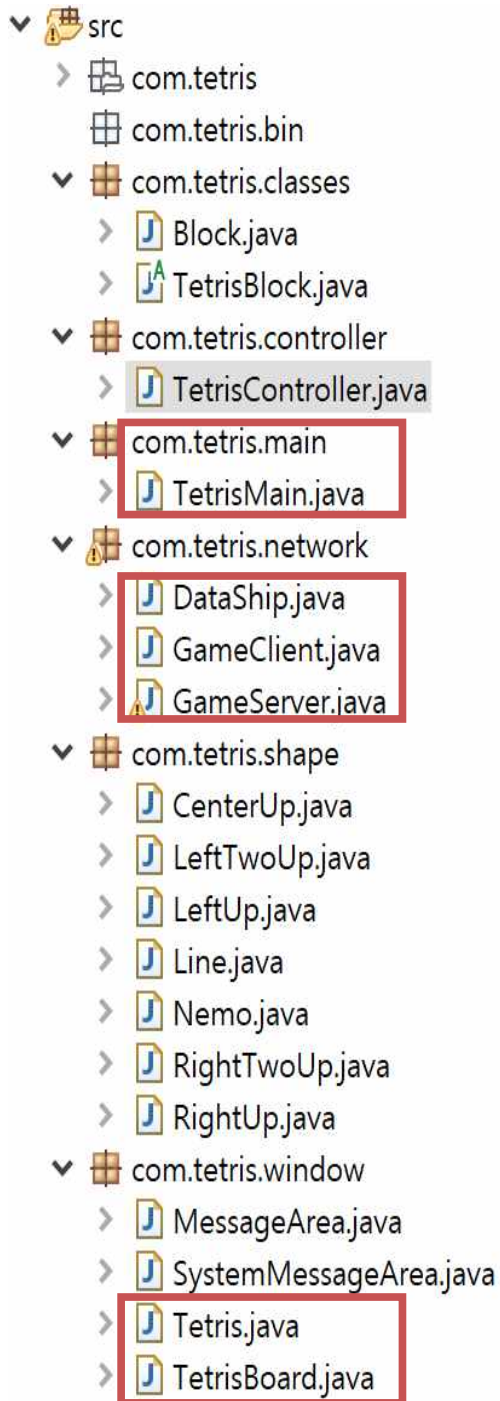 src
com.tetris
com.tetris.bin
com.tetris.classes
Block.java
TetrisBlock.java
com.tetris.controller
TetrisController.java
com.tetris.main
TetrisMain.java
com.tetris.network
DataShip.java
GameClient.java
GameServer.java
com.tetris.shape
CenterUp.java
LeftTwoUp.java
LeftUp.java
Line.java
Nemo.java
RightTwoUp.java
RightUp.java
com.tetris.window
MessageArea.java
SystemMessageArea.java
Tetris.java
TetrisBoard.java